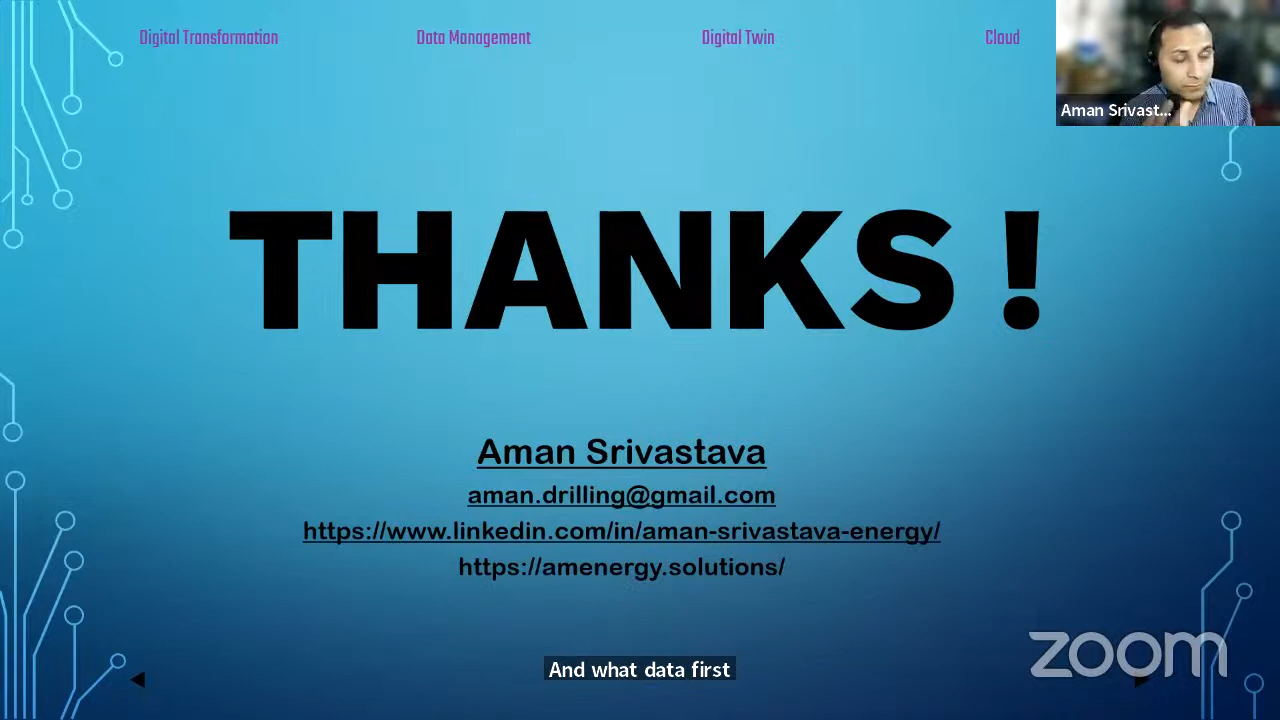 Digital Transformation Data Management Digital Twin Cloud
Aman Srivast...
THANKS !
Aman Srivastava
aman.drilling@gmail.com
https://www.linkedin.com/in/aman-srivastava-energy/
https://amenergy.solutions/
zoom
And what data first